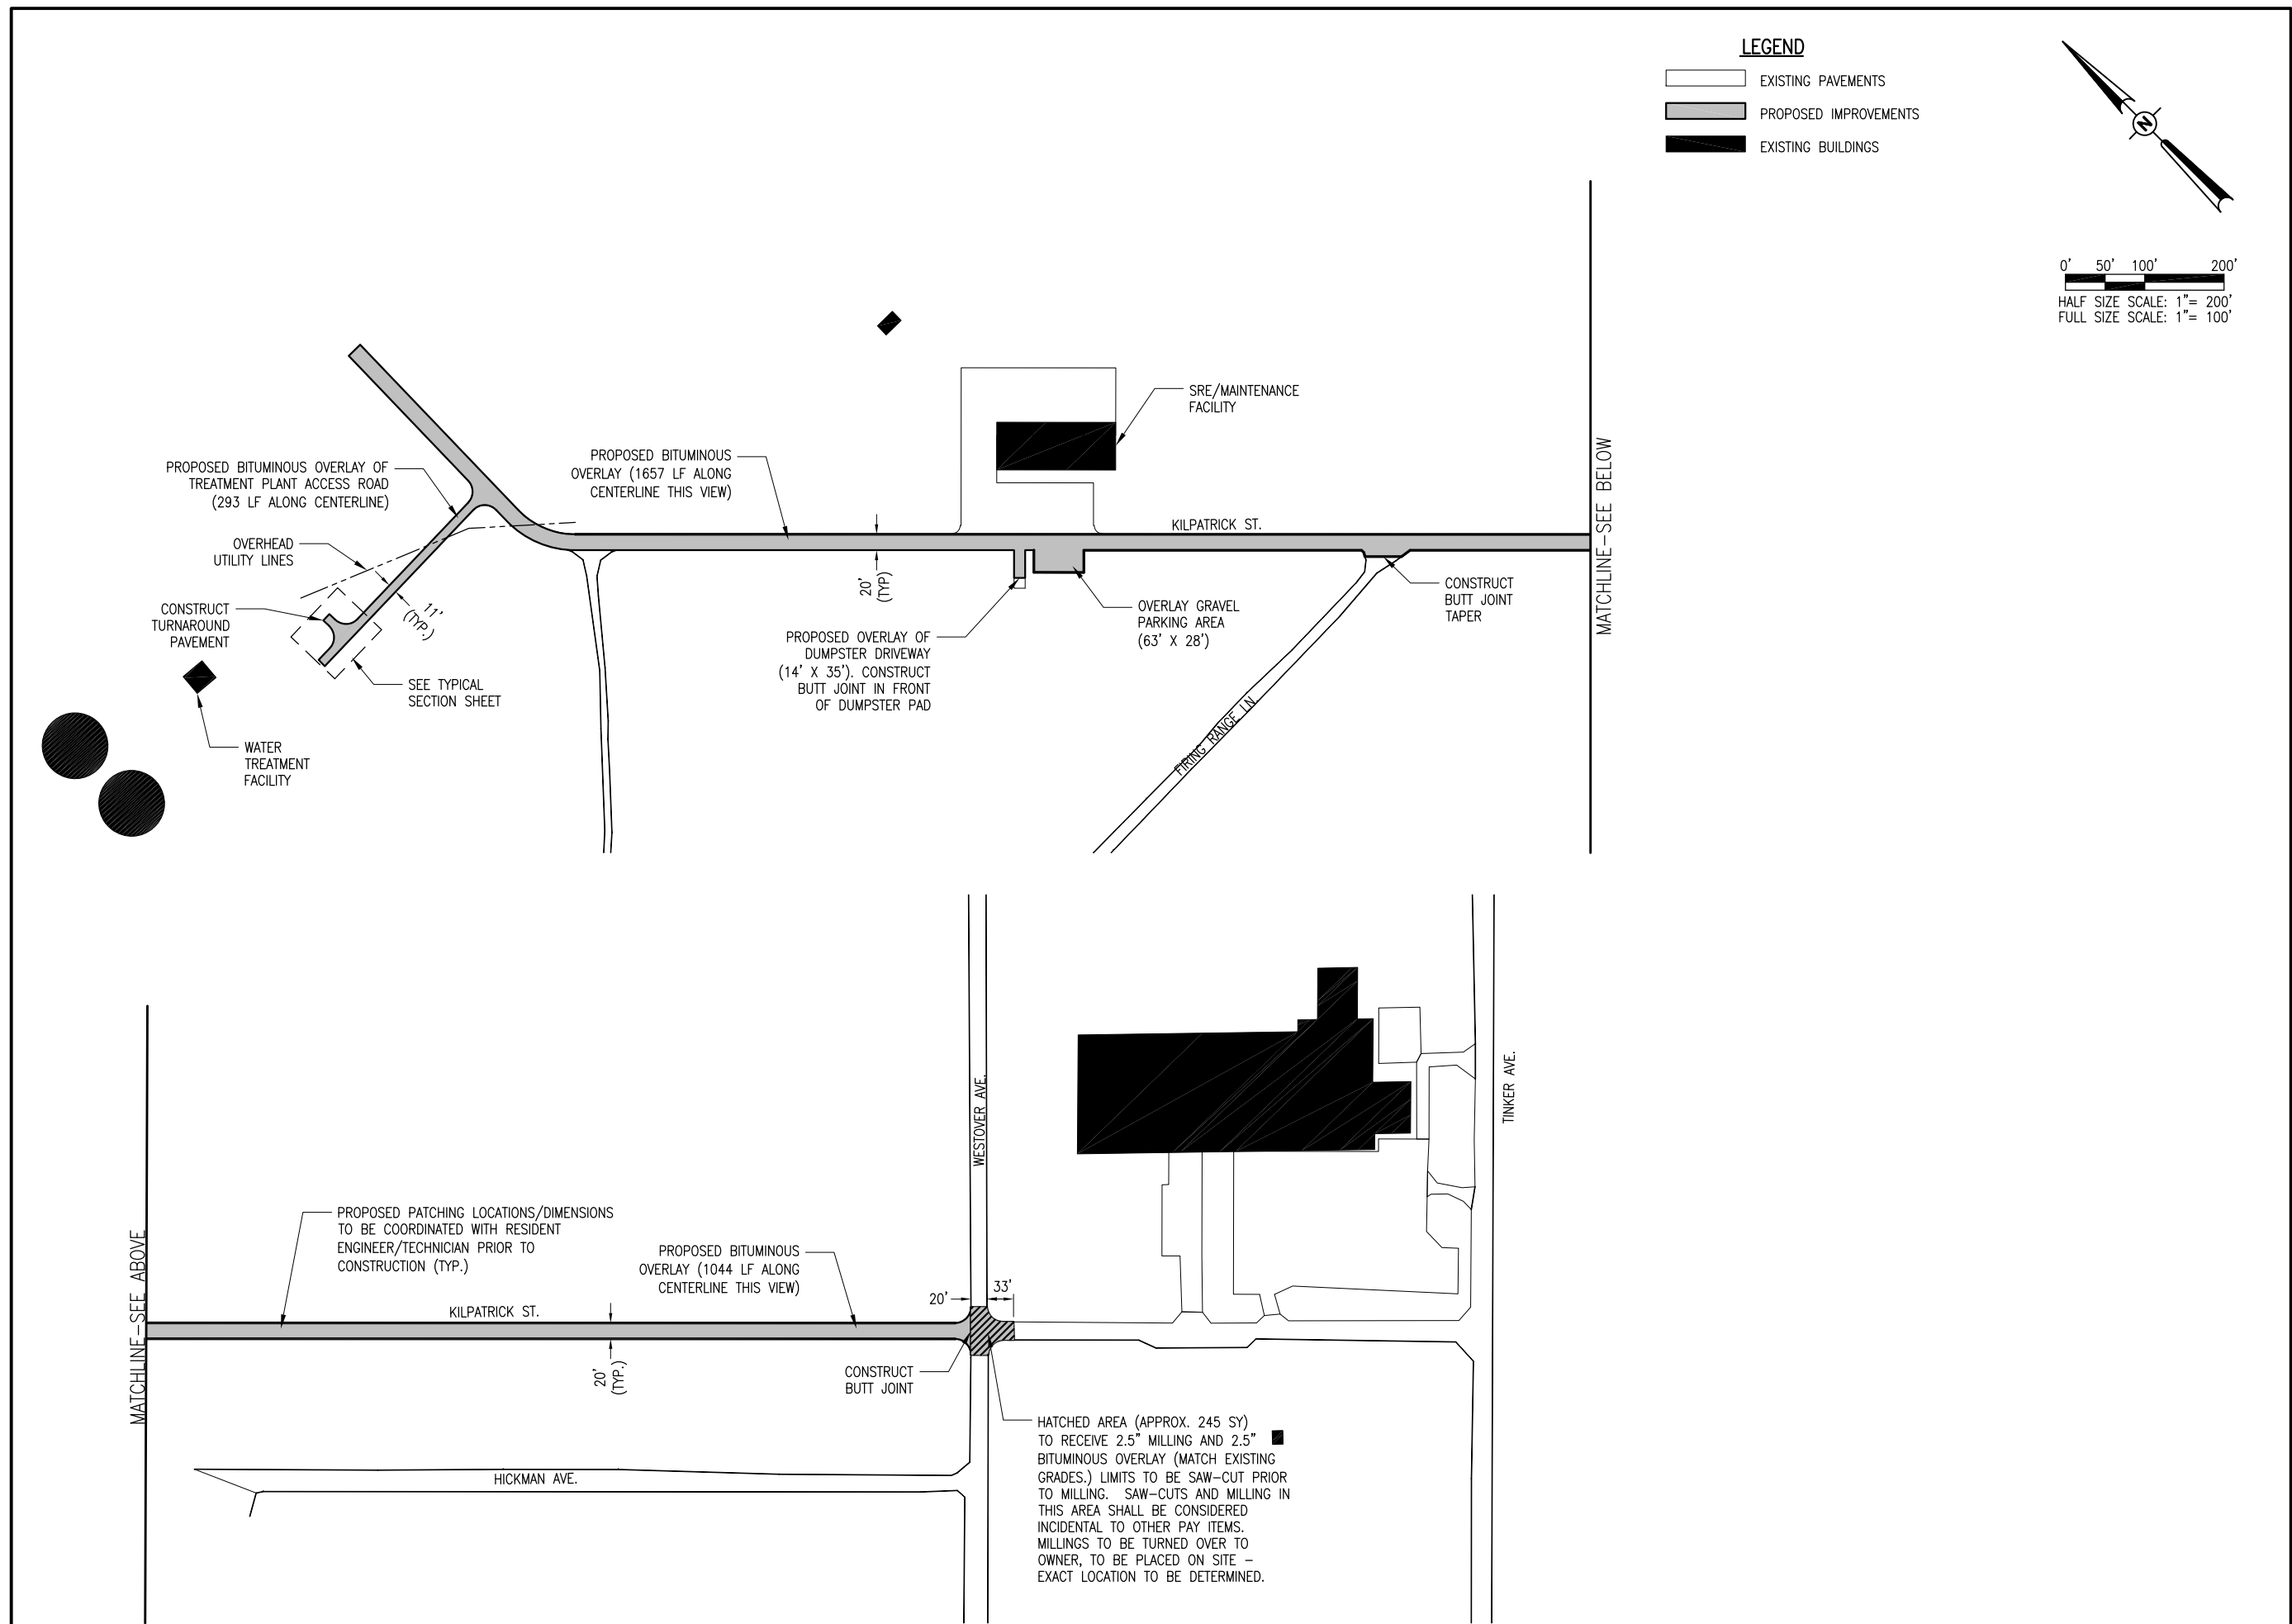 LEGEND
EXISTING PAVEMENTS
PROPOSED IMPROVEMENTS
EXISTING BUILDINGS
N
0' 50' 100' 200'
HALF SIZE SCALE: 1"= 200'
FULL SIZE SCALE: 1"= 100'
SRE/MAINTENANCE
FACILITY
PROPOSED BITUMINOUS
OVERLAY (1657 LF ALONG
CENTERLINE THIS VIEW)
PROPOSED BITUMINOUS OVERLAY OF
TREATMENT PLANT ACCESS ROAD
(293 LF ALONG CENTERLINE)
OVERHEAD
UTILITY LINES
CONSTRUCT
TURNAROUND
PAVEMENT
11'
(TYP.)
SEE TYPICAL
SECTION SHEET
WATER
TREATMENT
FACILITY
KILPATRICK ST.
20'
(TYP)
PROPOSED OVERLAY OF
DUMPSTER DRIVEWAY
(14' X 35'). CONSTRUCT
BUTT JOINT IN FRONT
OF DUMPSTER PAD
OVERLAY GRAVEL
PARKING AREA
(63' X 28')
CONSTRUCT
BUTT JOINT
TAPER
FIRING RANGE LN.
MATCHLINE-SEE BELOW
MATCHLINE-SEE ABOVE
PROPOSED PATCHING LOCATIONS/DIMENSIONS
TO BE COORDINATED WITH RESIDENT
ENGINEER/TECHNICIAN PRIOR TO
CONSTRUCTION (TYP.)
PROPOSED BITUMINOUS
OVERLAY (1044 LF ALONG
CENTERLINE THIS VIEW)
KILPATRICK ST.
20'
(TYP.)
20'
33'
WESTOVER AVE.
TINKER AVE.
CONSTRUCT
BUTT JOINT
HICKMAN AVE.
HATCHED AREA (APPROX. 245 SY)
TO RECEIVE 2.5" MILLING AND 2.5"
BITUMINOUS OVERLAY (MATCH EXISTING
GRADES.) LIMITS TO BE SAW-CUT PRIOR
TO MILLING. SAW-CUTS AND MILLING IN
THIS AREA SHALL BE CONSIDERED
INCIDENTAL TO OTHER PAY ITEMS.
MILLINGS TO BE TURNED OVER TO
OWNER, TO BE PLACED ON SITE –
EXACT LOCATION TO BE DETERMINED.